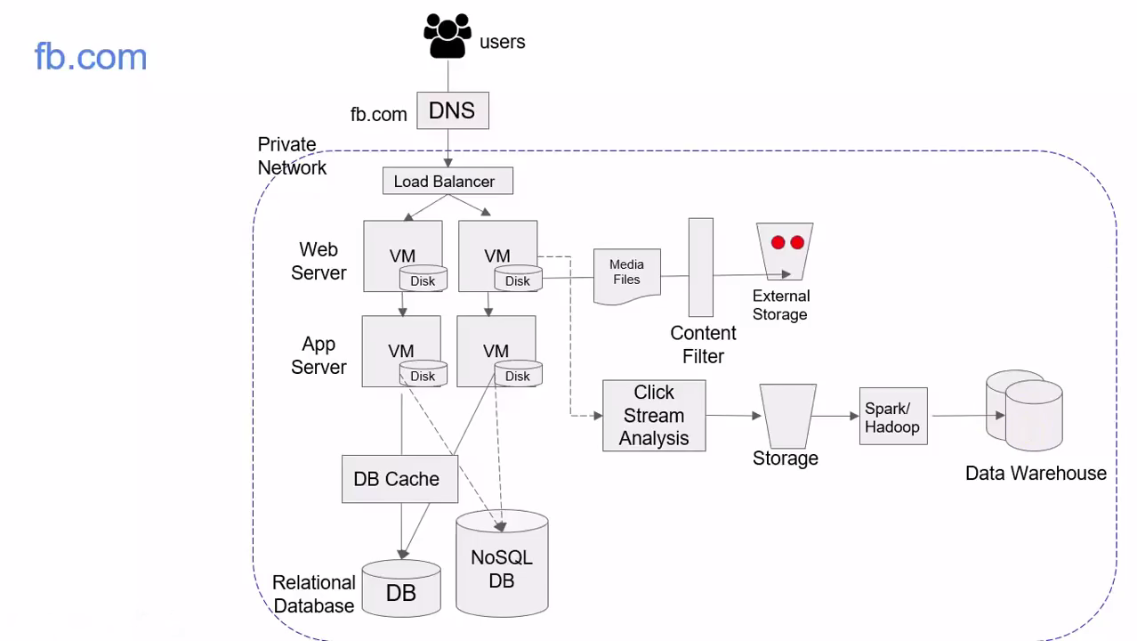 fb.com
users
fb.com
DNS
Private
Network
Load Balancer
Web
Server
VM
Disk
VM
Disk
Media
Files
Content
Filter
External
Storage
App
Server
VM
Disk
VM
Disk
Click
Stream
Analysis
Storage
Spark/
Hadoop
Data Warehouse
DB Cache
Relational
Database
DB
NoSQL
DB